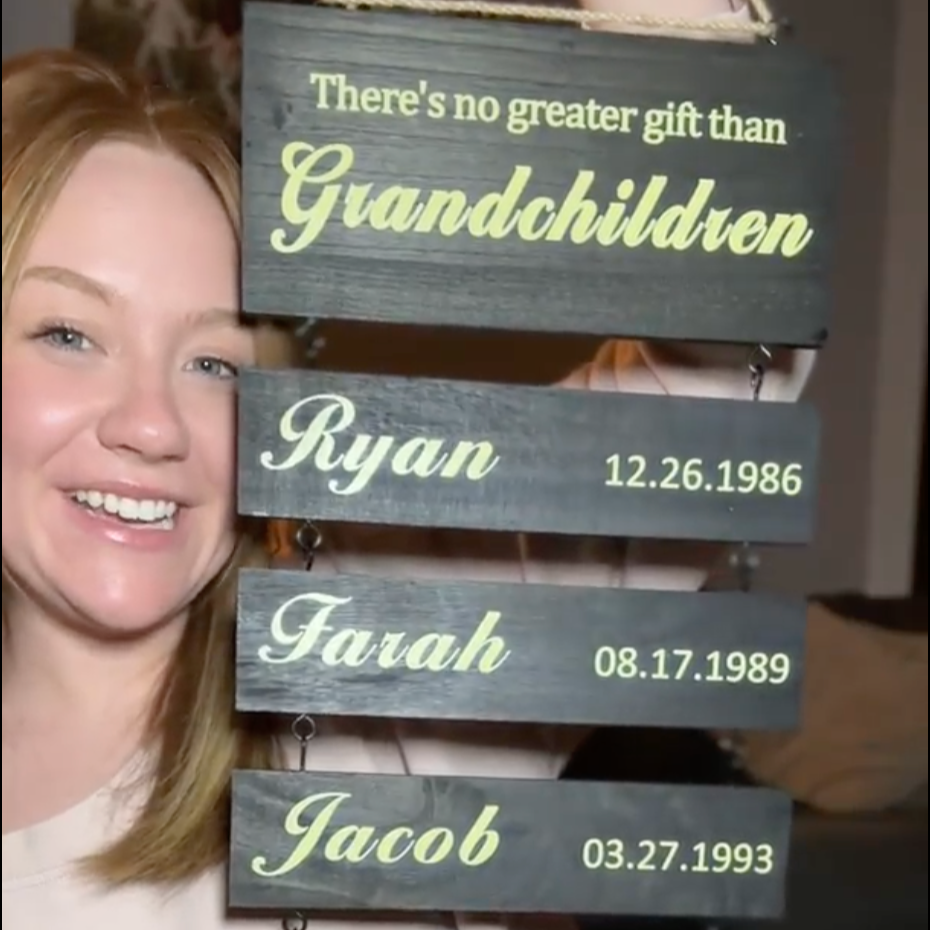 There's no greater gift than
Grandchildren
Ryan 12.26.1986
Farah 08.17.1989
Jacob 03.27.1993